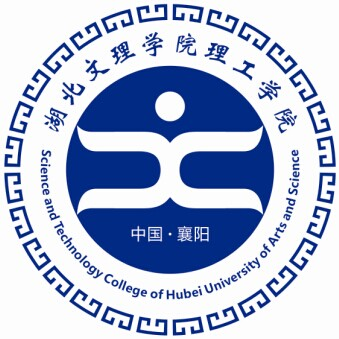 湖北文理学院理工学院
中国·襄阳
Science and Technology College of Hubei University of Arts and Science